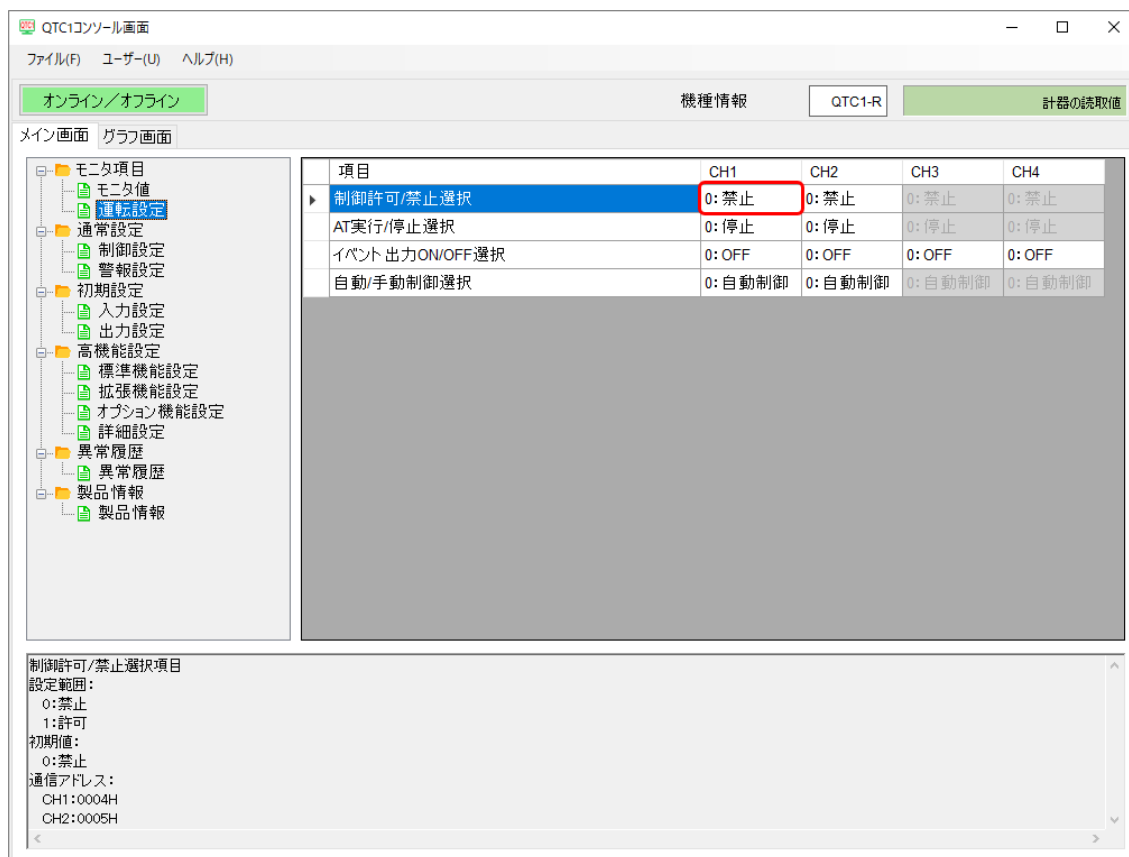 QTC1コンソール画面
ファイル(F) ユーザー(U) ヘルプ(H)
オンライン／オフライン 機種情報 QTC1-R 計器の読取値
メイン画面 グラフ画面
モニタ項目
モニタ値
運転設定
通常設定
制御設定
警報設定
初期設定
入力設定
出力設定
高機能設定
標準機能設定
拡張機能設定
オプション機能設定
詳細設定
異常履歴
異常履歴
製品情報
製品情報
項目 CH1 CH2 CH3 CH4
制御許可/禁止選択 0: 禁止 0: 禁止 0: 禁止 0: 禁止
AT実行/停止選択 0: 停止 0: 停止 0: 停止 0: 停止
イベント出力ON/OFF選択 0: OFF 0: OFF 0: OFF 0: OFF
自動/手動制御選択 0: 自動制御 0: 自動制御 0: 自動制御 0: 自動制御
制御許可/禁止選択項目
設定範囲:
0:禁止
1:許可
初期値:
0:禁止
通信アドレス:
CH1:0004H
CH2:0005H